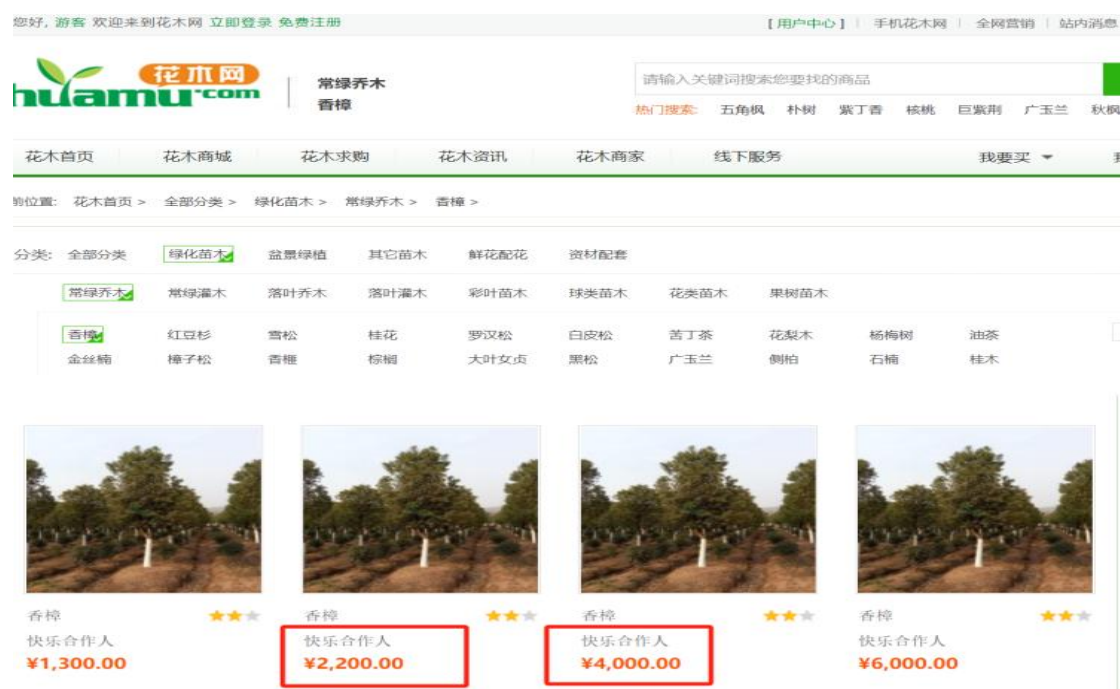 您好, 游客 欢迎来到花木网 立即登录 免费注册 [ 用户中心 ] 手机花木网 全网营销 站内消息
huamu.com 花木网
常绿乔木
香樟
请输入关键词搜索您要找的商品
热门搜索: 五角枫 朴树 紫丁香 核桃 巨紫荆 广玉兰 秋枫
花木首页 花木商城 花木求购 花木资讯 花木商家 线下服务 我要买
前位置: 花木首页 > 全部分类 > 绿化苗木 > 常绿乔木 > 香樟 >
分类: 全部分类 绿化苗木 盆景绿植 其它苗木 鲜花配花 资材配套
常绿乔木 常绿灌木 落叶乔木 落叶灌木 彩叶苗木 球类苗木 花类苗木 果树苗木
香樟 红豆杉 雪松 桂花 罗汉松 白皮松 苦丁茶 花梨木 杨梅树 油茶
金丝楠 樟子松 香榧 棕榈 大叶女贞 黑松 广玉兰 侧柏 石楠 桂木
香樟 香樟 香樟 香樟
快乐合作人 快乐合作人 快乐合作人 快乐合作人
¥1,300.00 ¥2,200.00 ¥4,000.00 ¥6,000.00